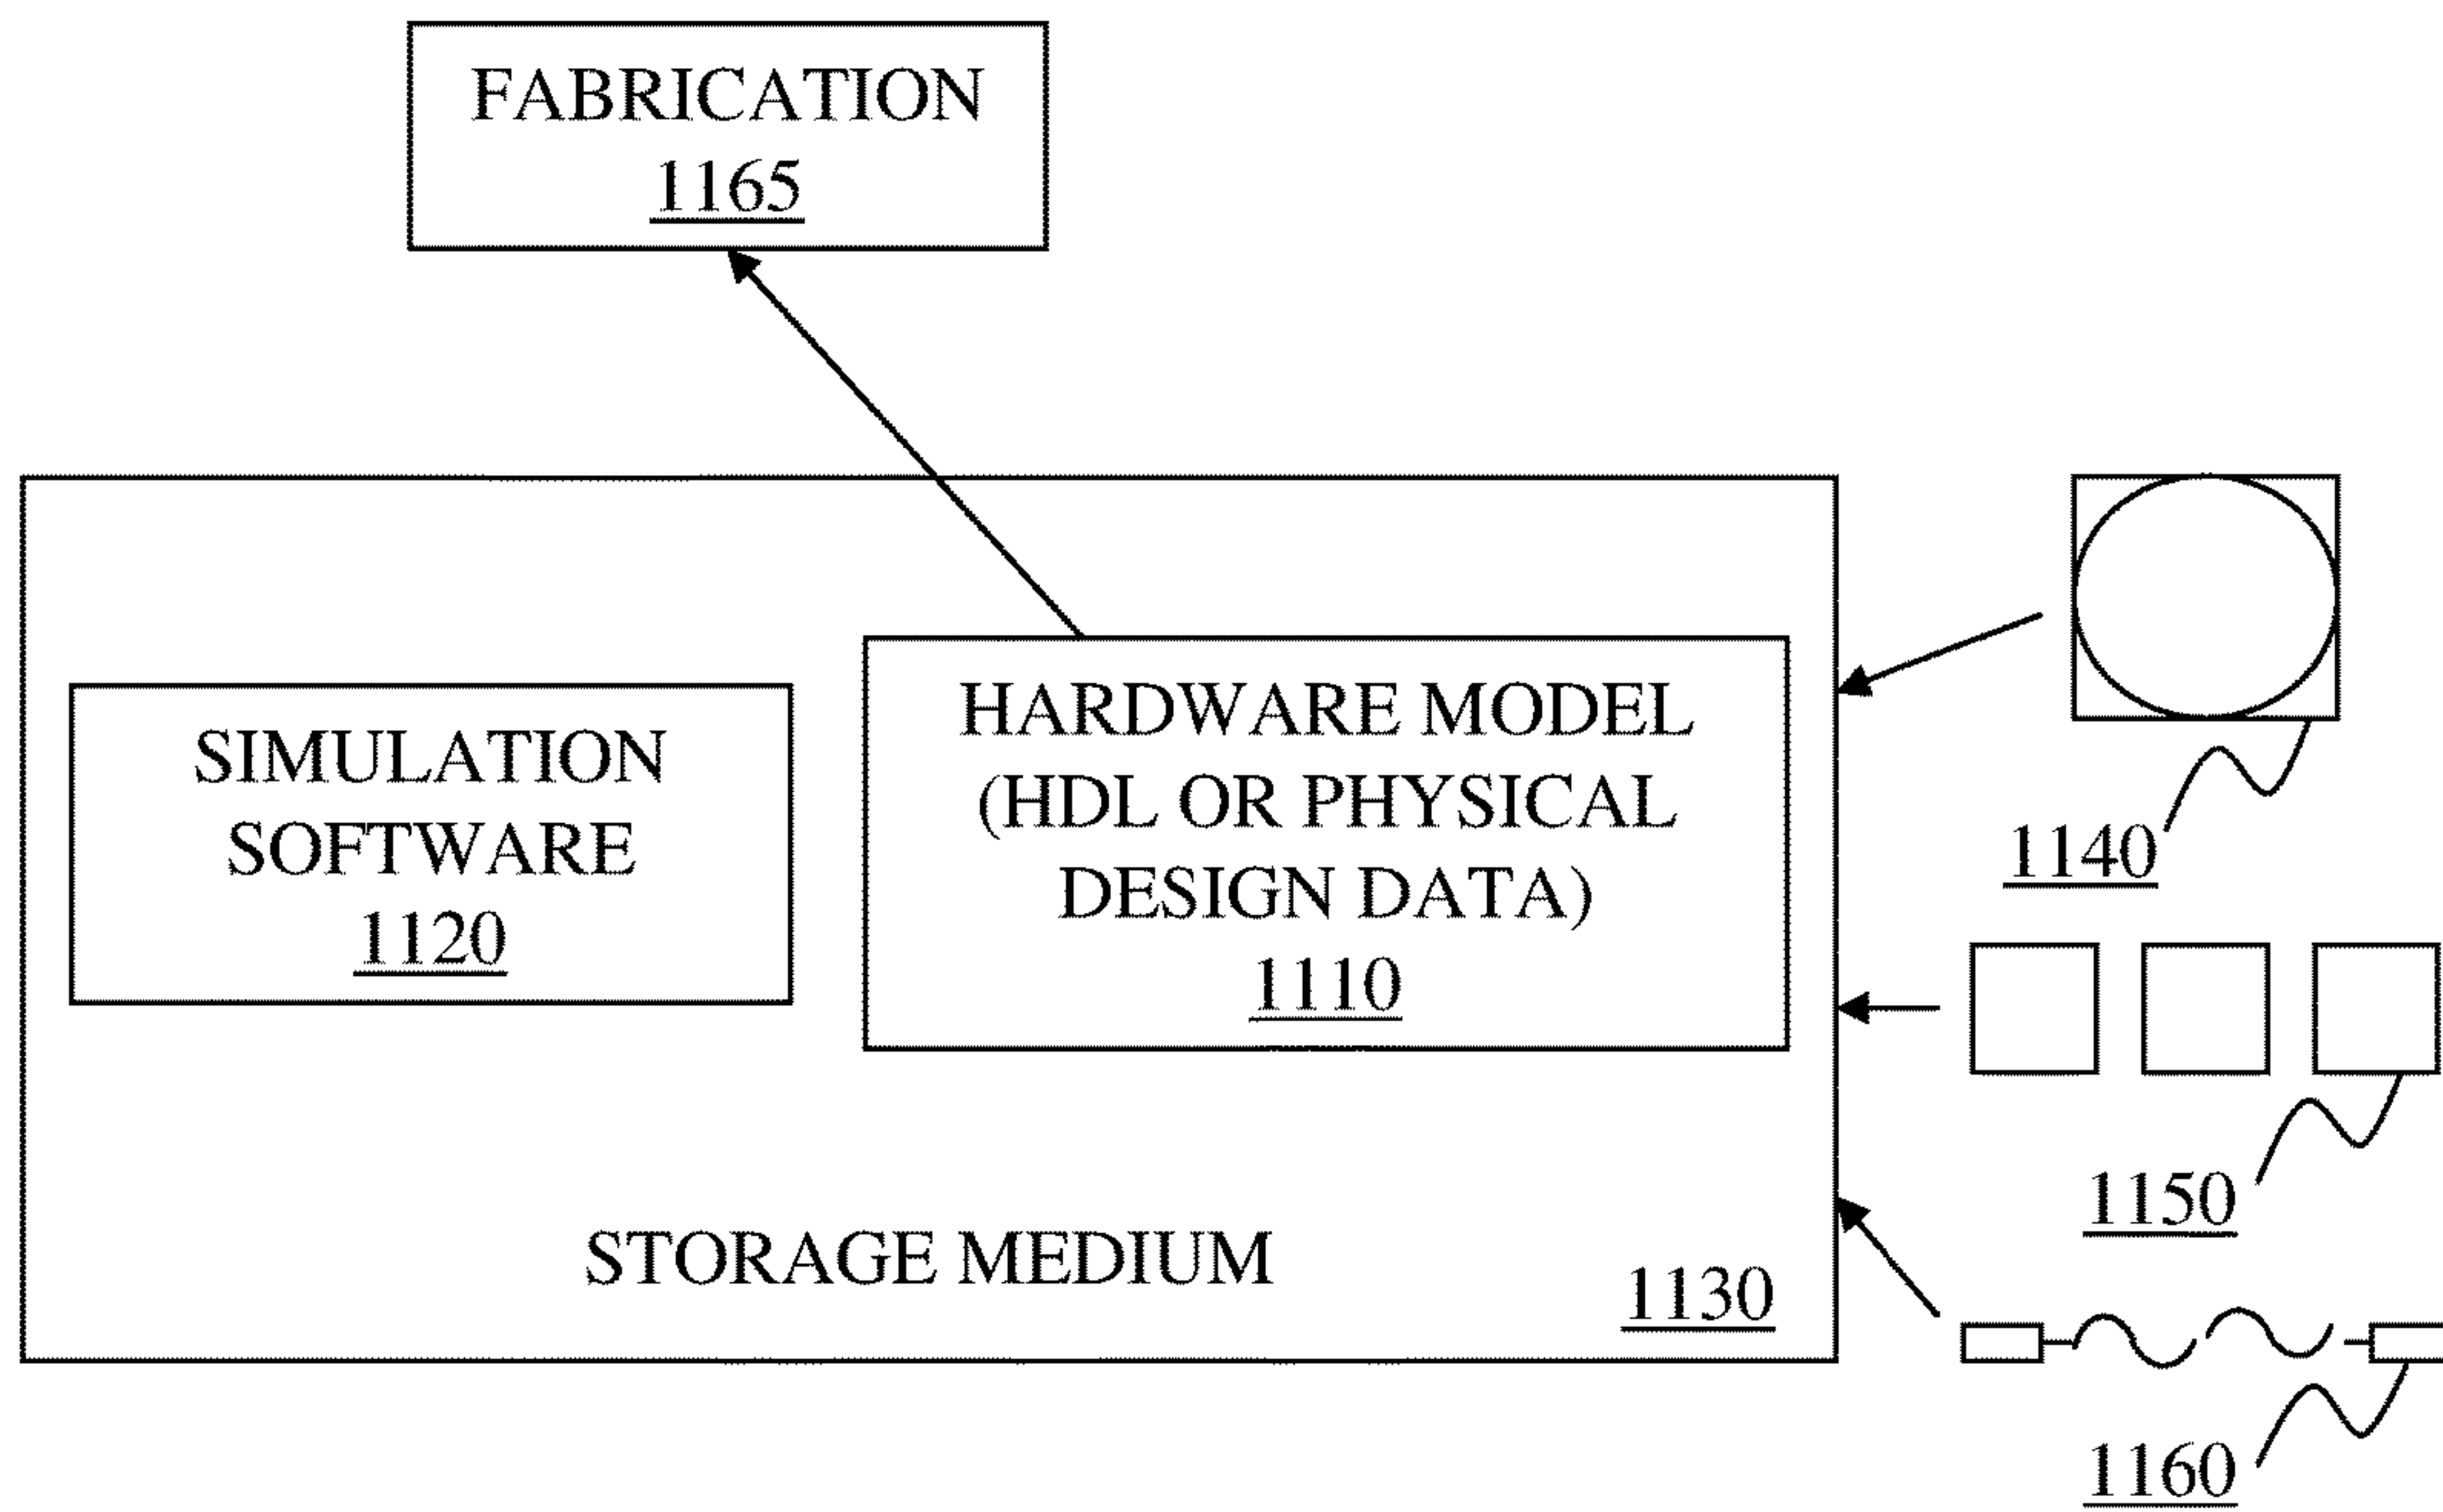 FABRICATION
1165
SIMULATION
SOFTWARE
1120
HARDWARE MODEL
(HDL OR PHYSICAL
DESIGN DATA)
1110
STORAGE MEDIUM
1130
1140
1150
1160